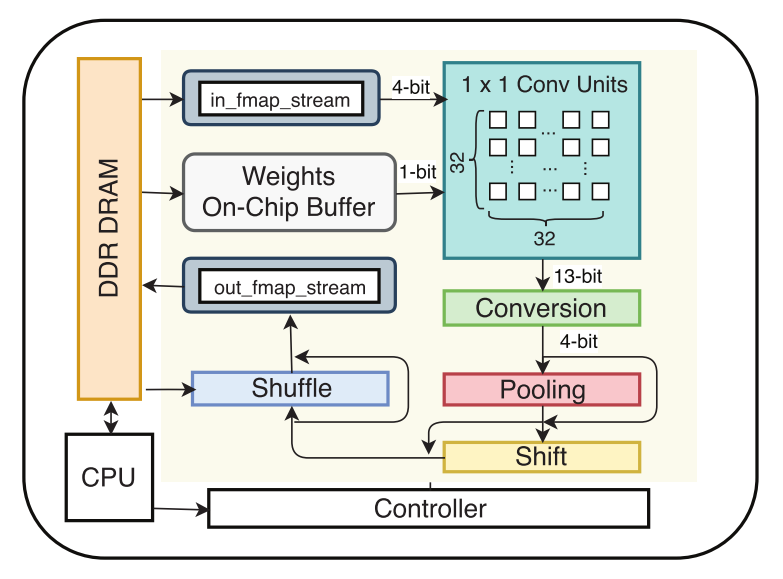 DDR DRAM
in_fmap_stream
4-bit
1 x 1 Conv Units
32
...
...
...
...
...
32
Weights
On-Chip Buffer
1-bit
out_fmap_stream
13-bit
Conversion
4-bit
Shuffle
Pooling
Shift
CPU
Controller